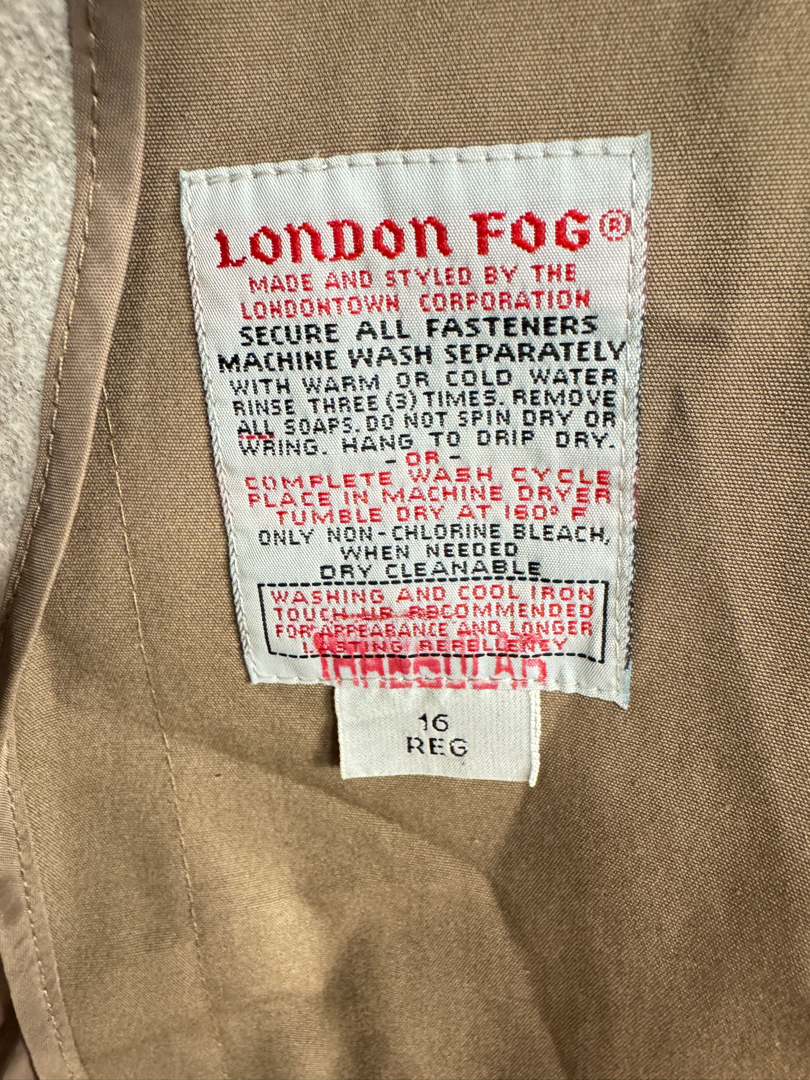 LONDON FOG®
MADE AND STYLED BY THE
LONDONTOWN CORPORATION
SECURE ALL FASTENERS
MACHINE WASH SEPARATELY
WITH WARM OR COLD WATER
RINSE THREE (3) TIMES. REMOVE
ALL SOAPS. DO NOT SPIN DRY OR
WRING. HANG TO DRIP DRY.
- OR -
COMPLETE WASH CYCLE
PLACE IN MACHINE DRYER
TUMBLE DRY AT 160° F
ONLY NON-CHLORINE BLEACH,
WHEN NEEDED
DRY CLEANABLE
WASHING AND COOL IRON
TOUCH-UP RECOMMENDED
FOR APPEARANCE AND LONGER
LASTING REPELLENCY
16
REG